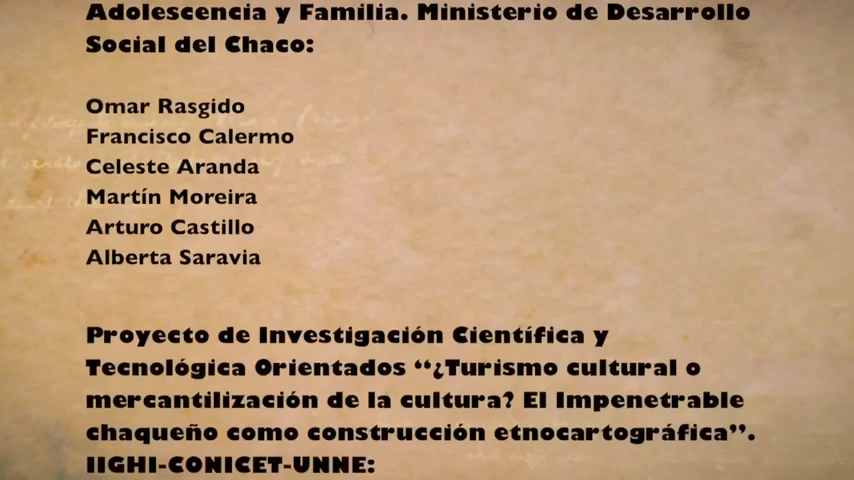 Adolescencia y Familia. Ministerio de Desarrollo
Social del Chaco:
Omar Rasgido
Francisco Calermo
Celeste Aranda
Martín Moreira
Arturo Castillo
Alberta Saravia
Proyecto de Investigación Científica y
Tecnológica Orientados “¿Turismo cultural o
mercantilización de la cultura? El Impenetrable
chaqueño como construcción etnocartográfica”.
IIGHI-CONICET-UNNE: